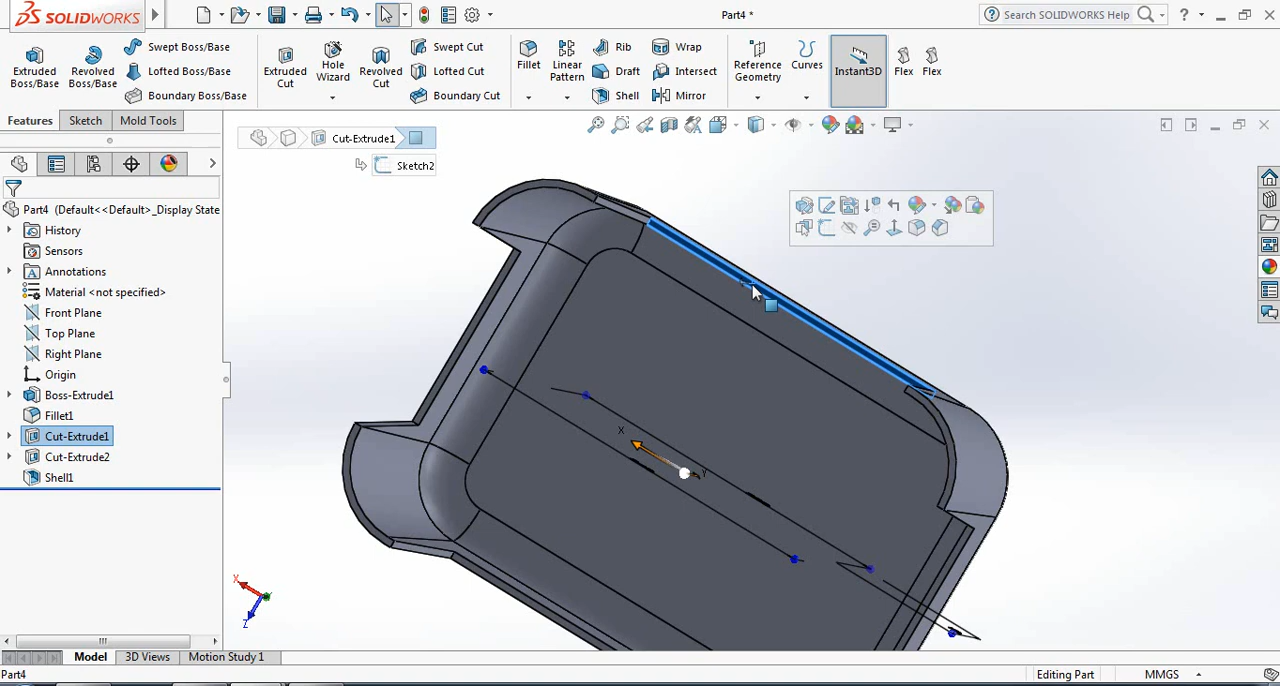 SOLIDWORKS
Part4 *
Search SOLIDWORKS Help
Extruded Boss/Base
Revolved Boss/Base
Swept Boss/Base
Lofted Boss/Base
Boundary Boss/Base
Extruded Cut
Hole Wizard
Revolved Cut
Swept Cut
Lofted Cut
Boundary Cut
Fillet
Linear Pattern
Rib
Draft
Shell
Wrap
Intersect
Mirror
Reference Geometry
Curves
Instant3D
Flex
Flex
Features
Sketch
Mold Tools
Cut-Extrude1
Sketch2
Part4 (Default<<Default>_Display State
History
Sensors
Annotations
Material <not specified>
Front Plane
Top Plane
Right Plane
Origin
Boss-Extrude1
Fillet1
Cut-Extrude1
Cut-Extrude2
Shell1
X
Y
X
Z
Model
3D Views
Motion Study 1
Part4
Editing Part
MMGS